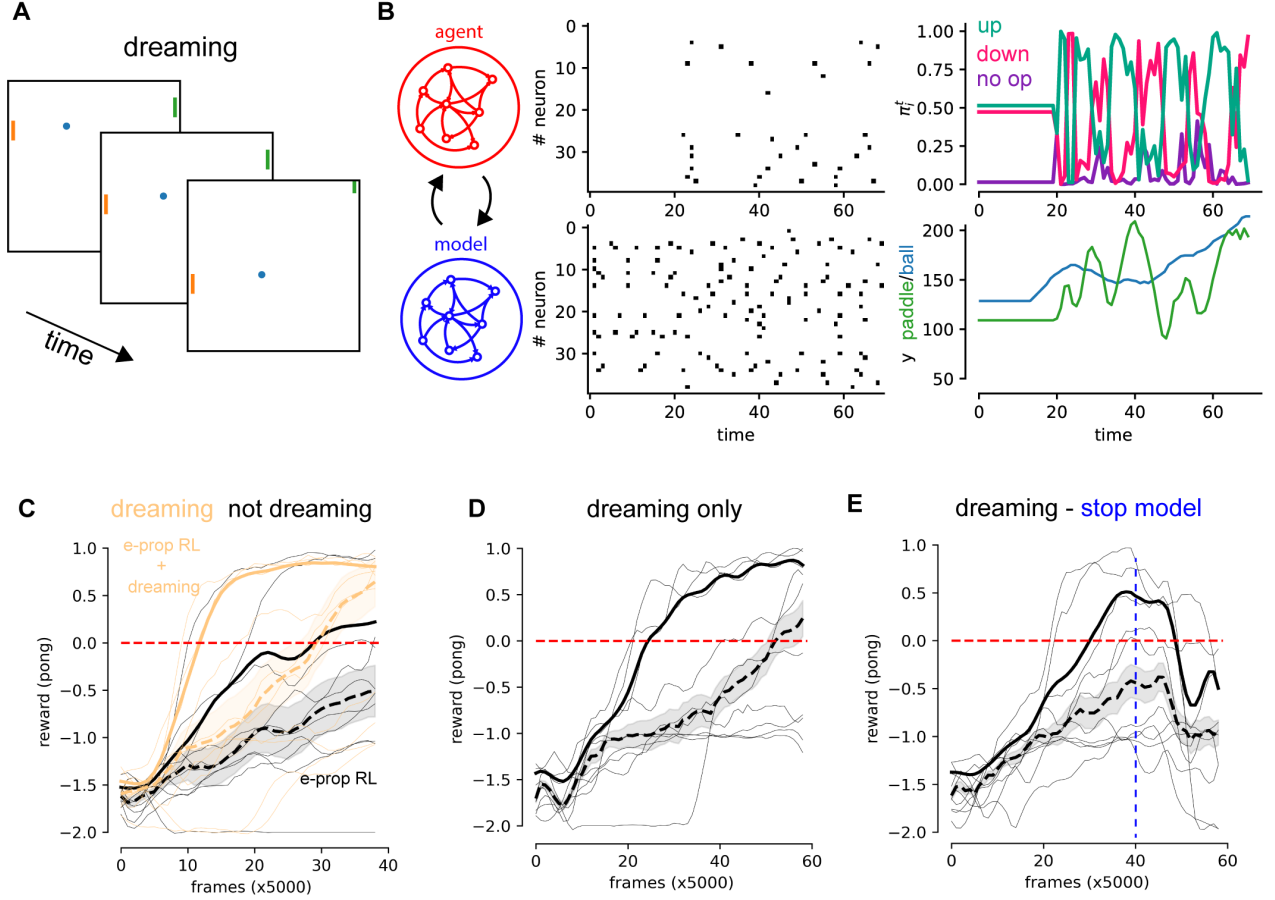 A
dreaming
time
B
agent
model
0
10
20
30
# neuron
0 20 40 60
0
10
20
30
# neuron
0 20 40 60
time
up
down
no op
1.00
0.75
0.50
0.25
0.00
200
150
100
50
y paddle/ball
0 20 40 60
time
C
dreaming not dreaming
e-prop RL
+
dreaming
1.0
0.5
0.0
−0.5
−1.0
−1.5
−2.0
reward (pong)
e-prop RL
0 10 20 30 40
frames (x5000)
D
dreaming only
1.0
0.5
0.0
−0.5
−1.0
−1.5
−2.0
reward (pong)
0 20 40 60
frames (x5000)
E
dreaming - stop model
1.0
0.5
0.0
−0.5
−1.0
−1.5
−2.0
reward (pong)
0 20 40 60
frames (x5000)